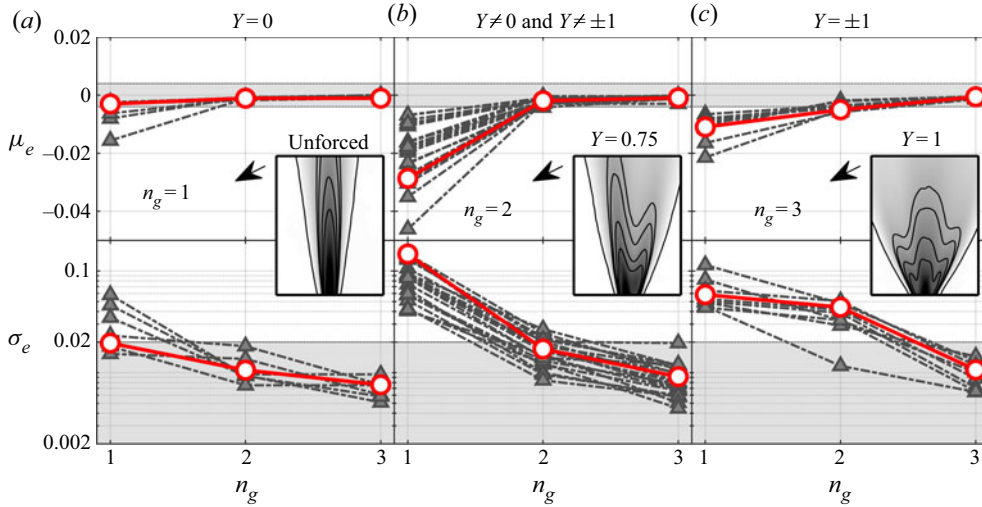 (a) Y = 0 (b) Y ≠ 0 and Y ≠ ±1 (c) Y = ±1
0.02
0
μe −0.02
−0.04
Unforced
Y = 0.75
Y = 1
ng = 1
ng = 2
ng = 3
0.1
σe 0.02
0.002
1 2 3 1 2 3 1 2 3
ng ng ng